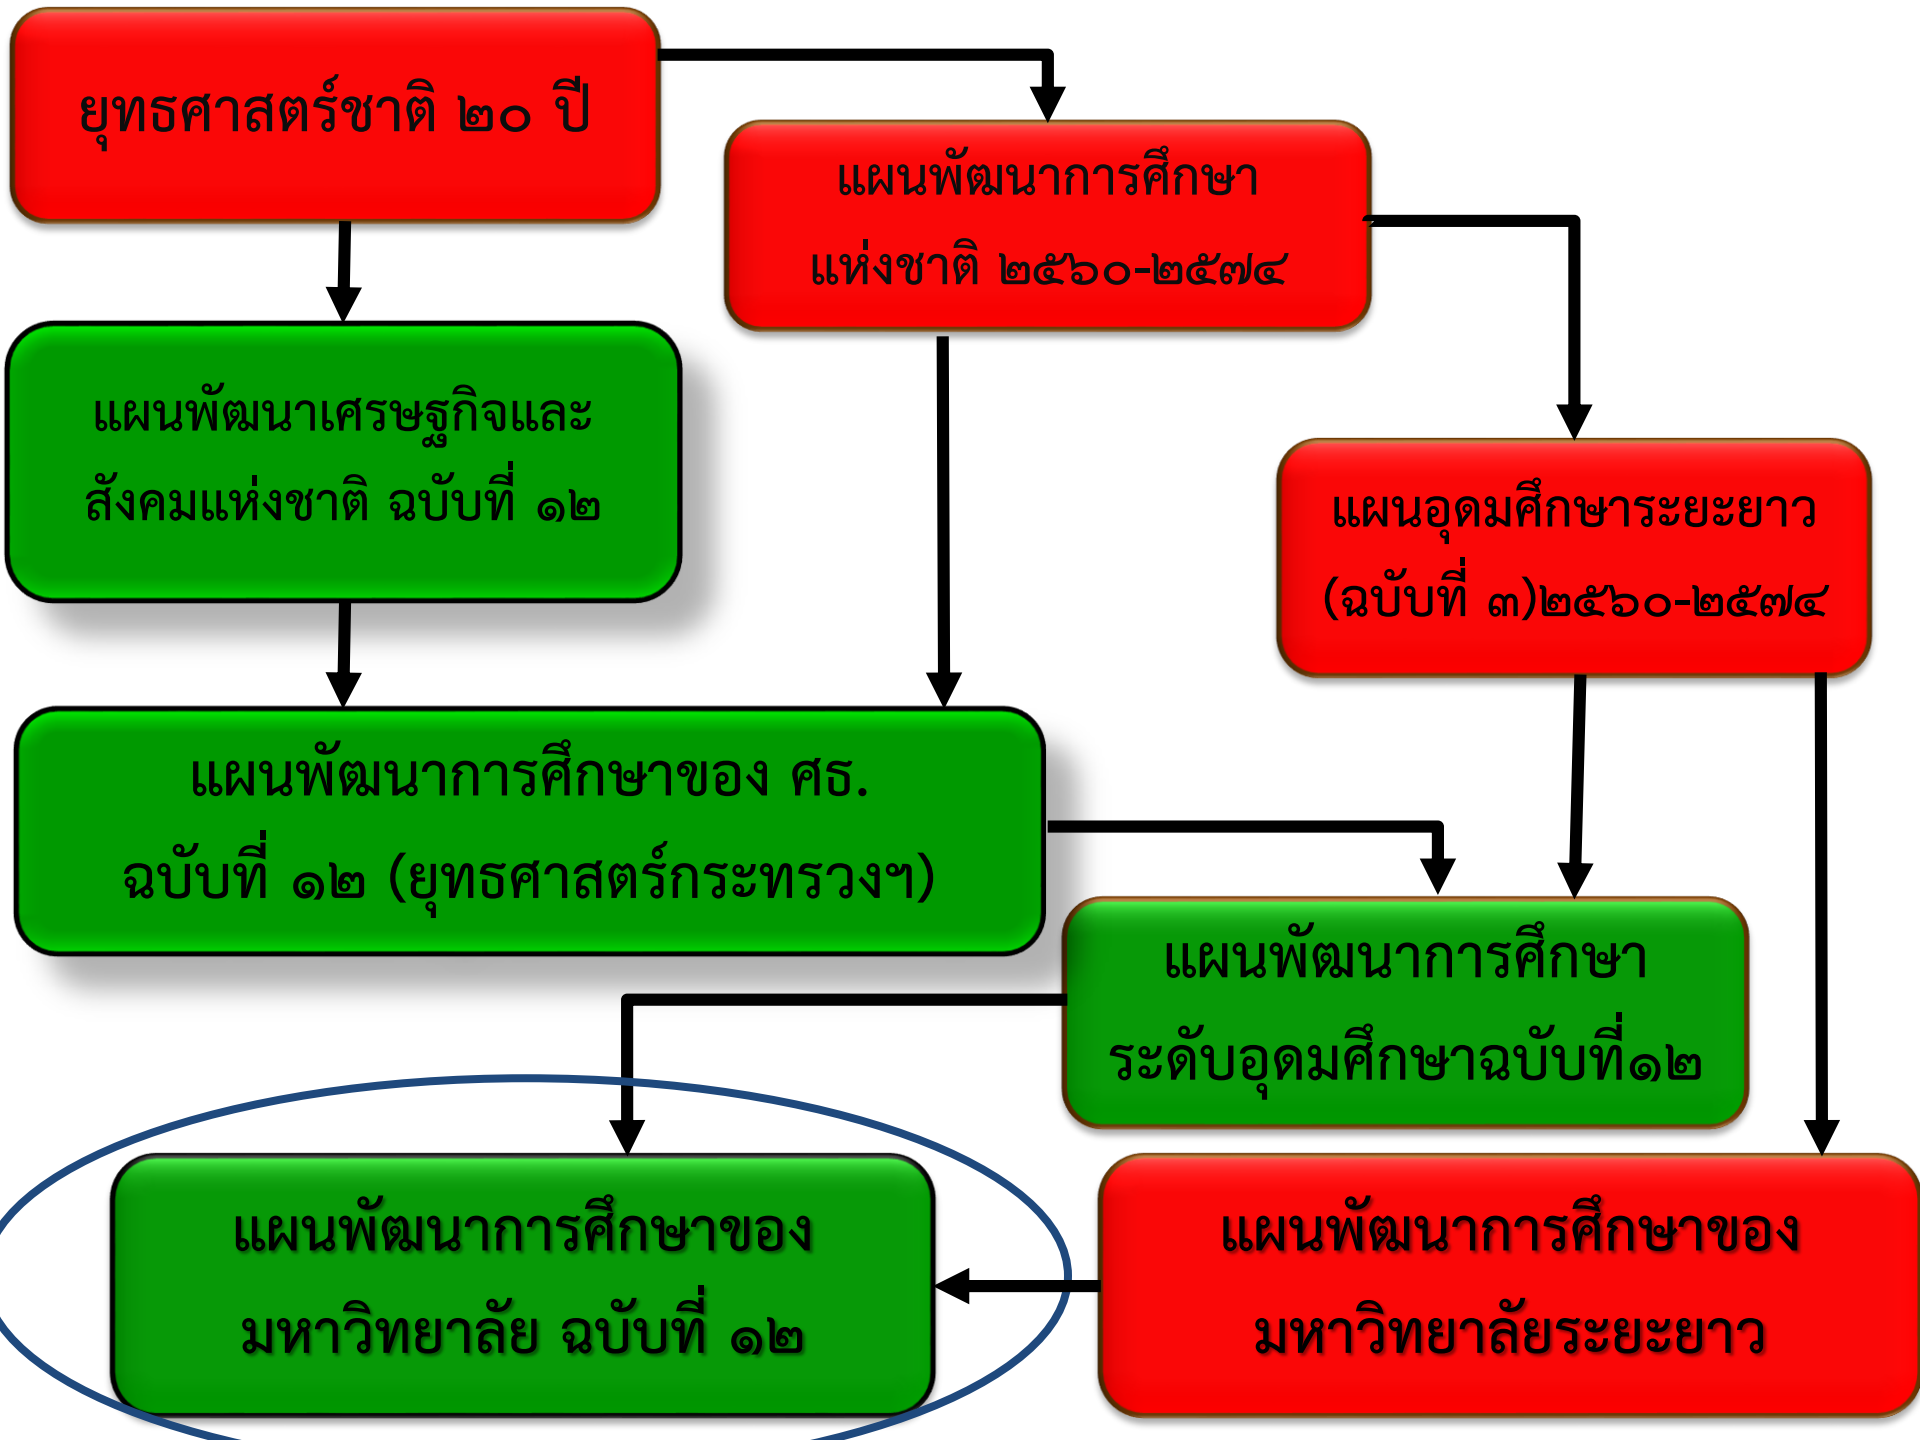 ยุทธศาสตร์ชาติ ๒๐ ปี
แผนพัฒนาการศึกษา
แห่งชาติ ๒๕๖๐-๒๕๗๔
แผนพัฒนาเศรษฐกิจและ
สังคมแห่งชาติ ฉบับที่ ๑๒
แผนอุดมศึกษาระยะยาว
(ฉบับที่ ๓)๒๕๖๐-๒๕๗๔
แผนพัฒนาการศึกษาของ ศธ.
ฉบับที่ ๑๒ (ยุทธศาสตร์กระทรวงฯ)
แผนพัฒนาการศึกษา
ระดับอุดมศึกษาฉบับที่๑๒
แผนพัฒนาการศึกษาของ
มหาวิทยาลัย ฉบับที่ ๑๒
แผนพัฒนาการศึกษาของ
มหาวิทยาลัยระยะยาว